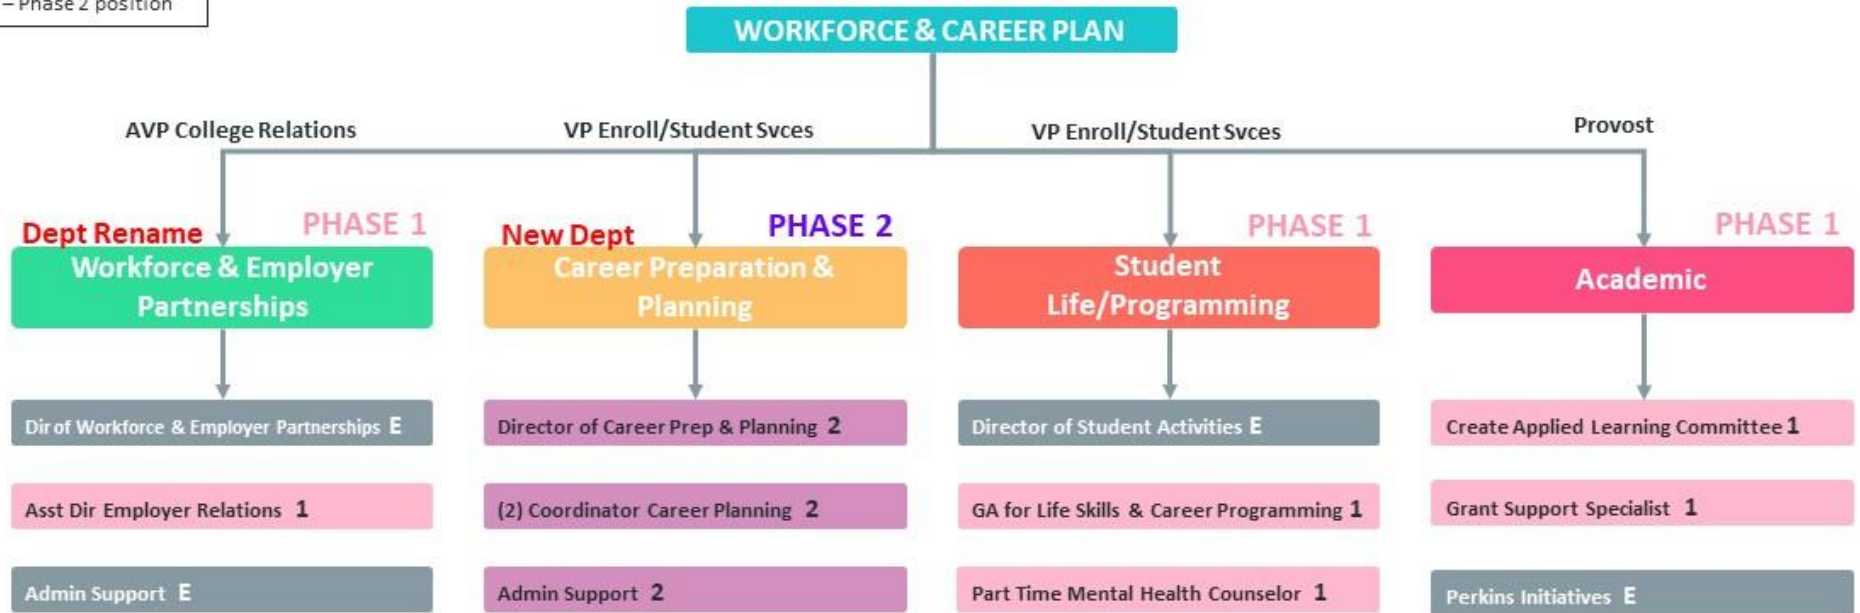 – Phase 2 position
WORKFORCE & CAREER PLAN
AVP College Relations
VP Enroll/Student Svces
VP Enroll/Student Svces
Provost
Dept Rename
PHASE 1
Workforce & Employer
Partnerships
Dir of Workforce & Employer Partnerships E
Asst Dir Employer Relations 1
Admin Support E
New Dept
PHASE 2
Career Preparation &
Planning
Director of Career Prep & Planning 2
(2) Coordinator Career Planning 2
Admin Support 2
PHASE 1
Student
Life/Programming
Director of Student Activities E
GA for Life Skills & Career Programming 1
Part Time Mental Health Counselor 1
PHASE 1
Academic
Create Applied Learning Committee 1
Grant Support Specialist 1
Perkins Initiatives E